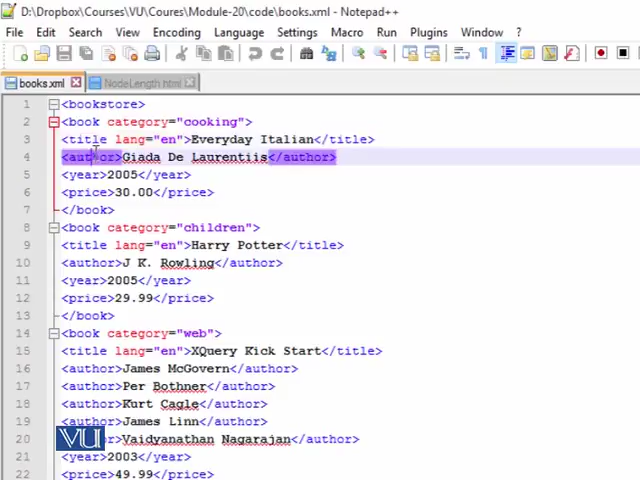 D:\Dropbox\Courses\VU\Coures\Module-20\code\books.xml - Notepad++
File Edit Search View Encoding Language Settings Macro Run Plugins Window ?
books.xml NodeLength.html
1 <bookstore>
2 <book category="cooking">
3 <title lang="en">Everyday Italian</title>
4 <author>Giada De Laurentiis</author>
5 <year>2005</year>
6 <price>30.00</price>
7 </book>
8 <book category="children">
9 <title lang="en">Harry Potter</title>
10 <author>J K. Rowling</author>
11 <year>2005</year>
12 <price>29.99</price>
13 </book>
14 <book category="web">
15 <title lang="en">XQuery Kick Start</title>
16 <author>James McGovern</author>
17 <author>Per Bothner</author>
18 <author>Kurt Cagle</author>
19 <author>James Linn</author>
20 VU or>Vaidyanathan Nagarajan</author>
21 <year>2003</year>
22 <price>49.99</price>